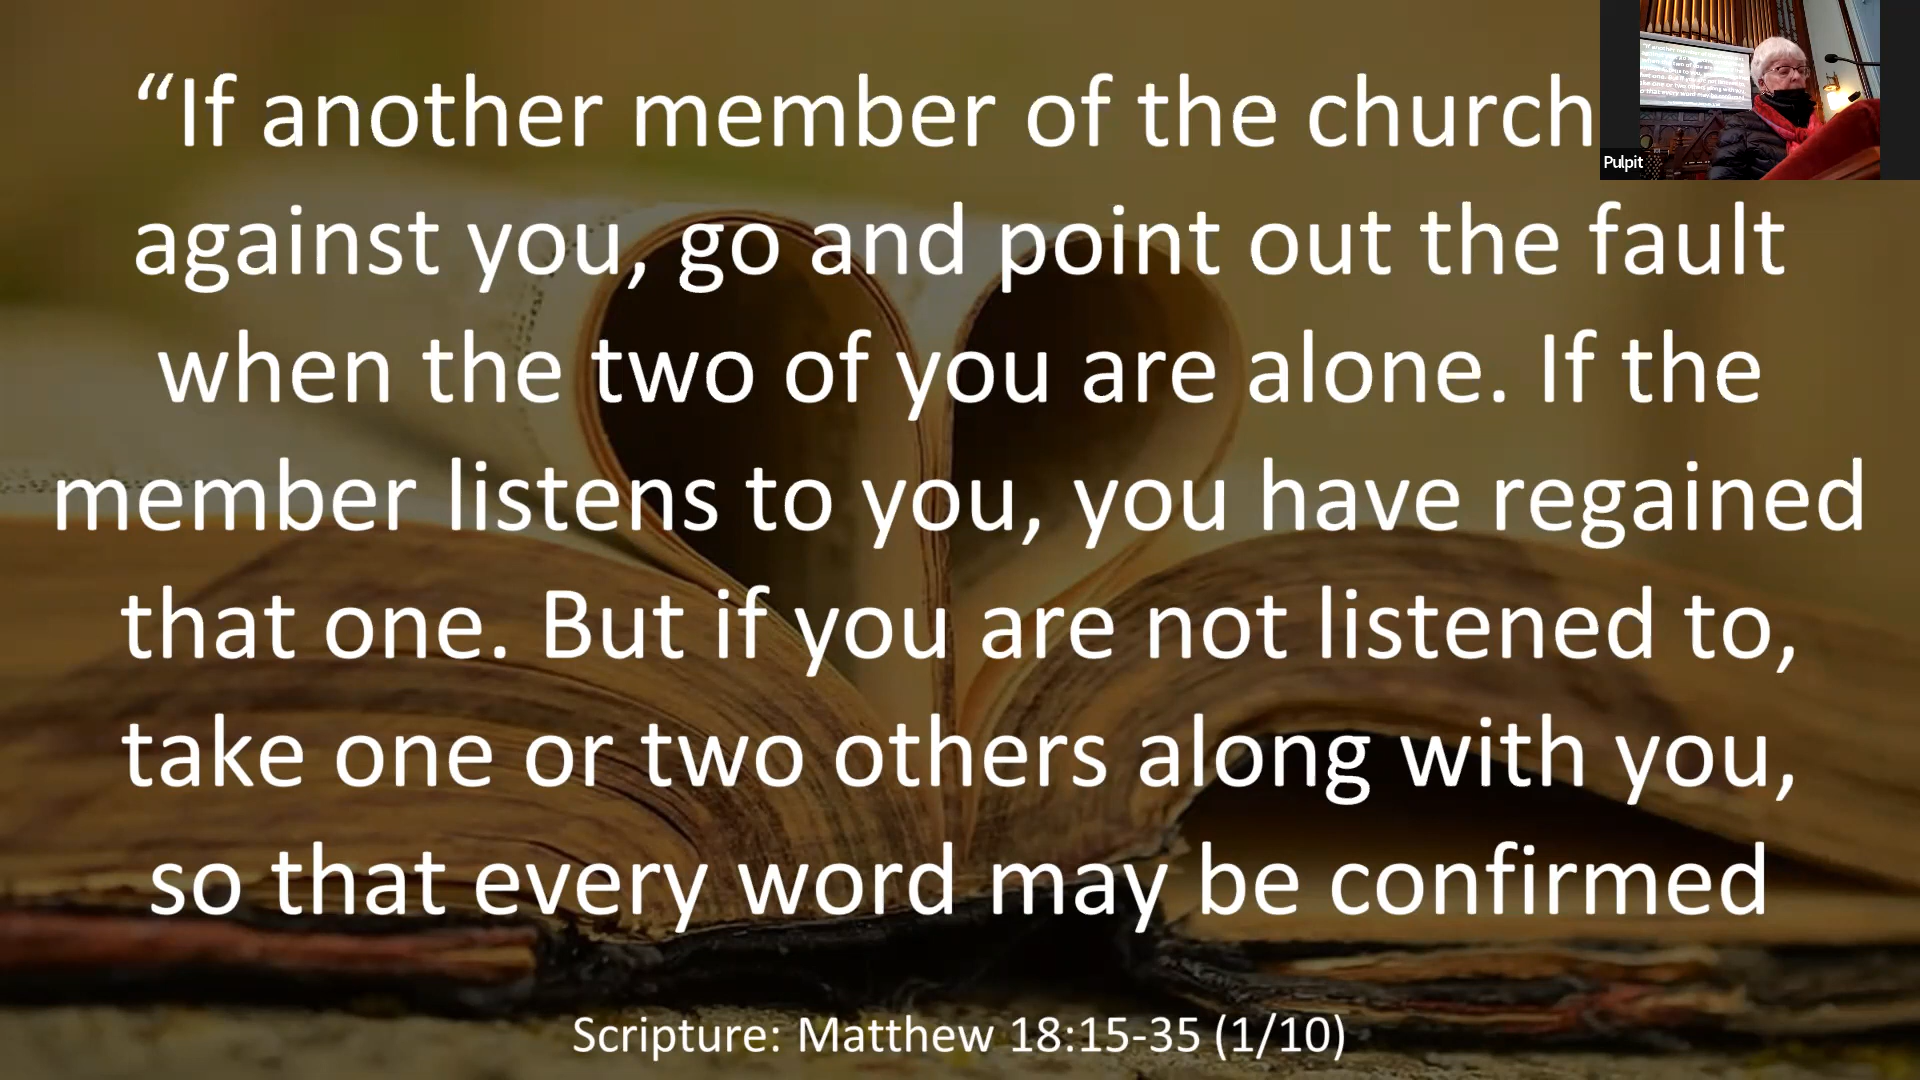 “If another member of the church
against you, go and point out the fault
when the two of you are alone. If the
member listens to you, you have regained
that one. But if you are not listened to,
take one or two others along with you,
so that every word may be confirmed
Scripture: Matthew 18:15-35 (1/10)
Pulpit